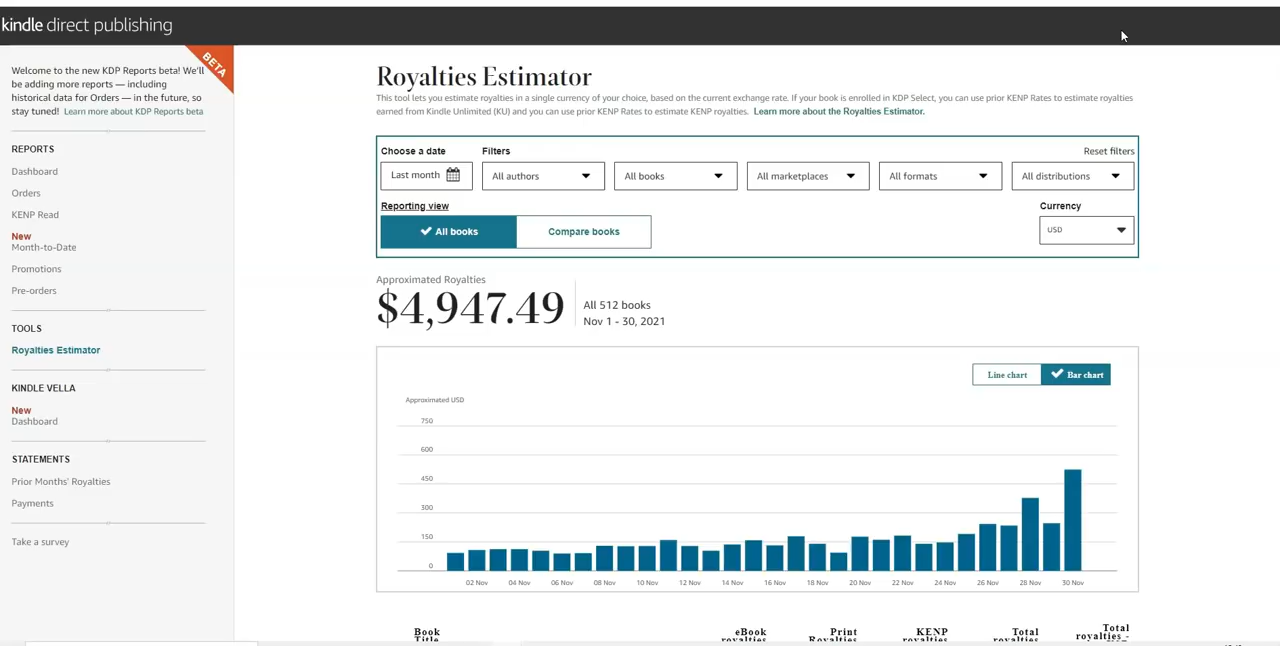 kindle direct publishing
BETA
Welcome to the new KDP Reports beta! We'll
be adding more reports — including
historical data for Orders — in the future, so
stay tuned! Learn more about KDP Reports beta
REPORTS
Dashboard
Orders
KENP Read
New
Month-to-Date
Promotions
Pre-orders
TOOLS
Royalties Estimator
KINDLE VELLA
New
Dashboard
STATEMENTS
Prior Months' Royalties
Payments
Take a survey
Royalties Estimator
This tool lets you estimate royalties in a single currency of your choice, based on the current exchange rate. If your book is enrolled in KDP Select, you can use prior KENP Rates to estimate royalties
earned from Kindle Unlimited (KU) and you can use prior KENP Rates to estimate KENP royalties. Learn more about the Royalties Estimator.
Choose a date Filters Reset filters
Last month All authors All books All marketplaces All formats All distributions
Reporting view Currency
All books Compare books USD
Approximated Royalties
$4,947.49
All 512 books
Nov 1 - 30, 2021
Line chart Bar chart
Approximated USD
750
600
450
300
150
0
02 Nov 04 Nov 06 Nov 08 Nov 10 Nov 12 Nov 14 Nov 16 Nov 18 Nov 20 Nov 22 Nov 24 Nov 26 Nov 28 Nov 30 Nov
Book eBook Print KENP Total Total
Title royalties Royalties royalties royalties royalties -